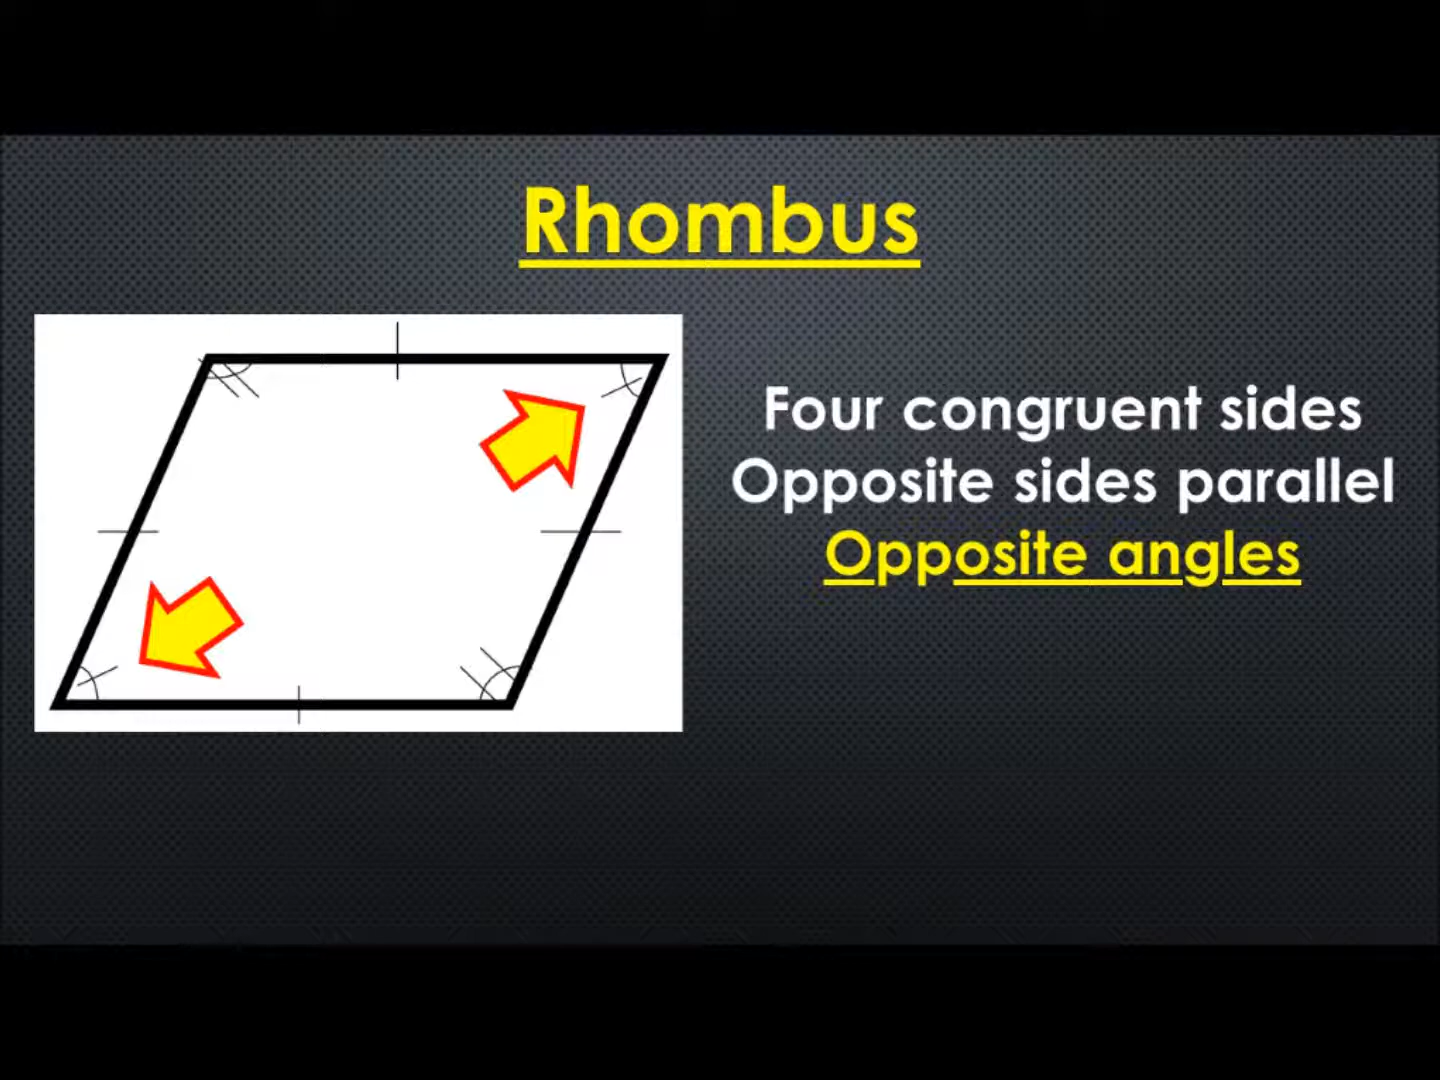 Rhombus
Four congruent sides
Opposite sides parallel
Opposite angles